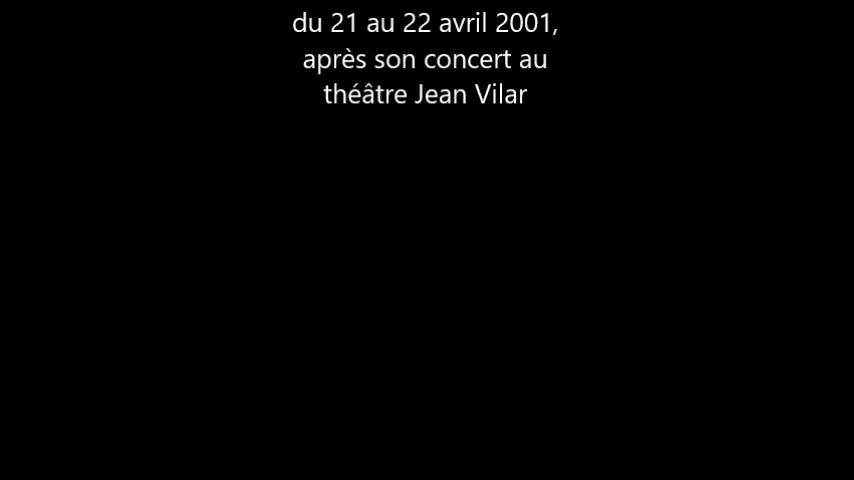 du 21 au 22 avril 2001,
après son concert au
théâtre Jean Vilar